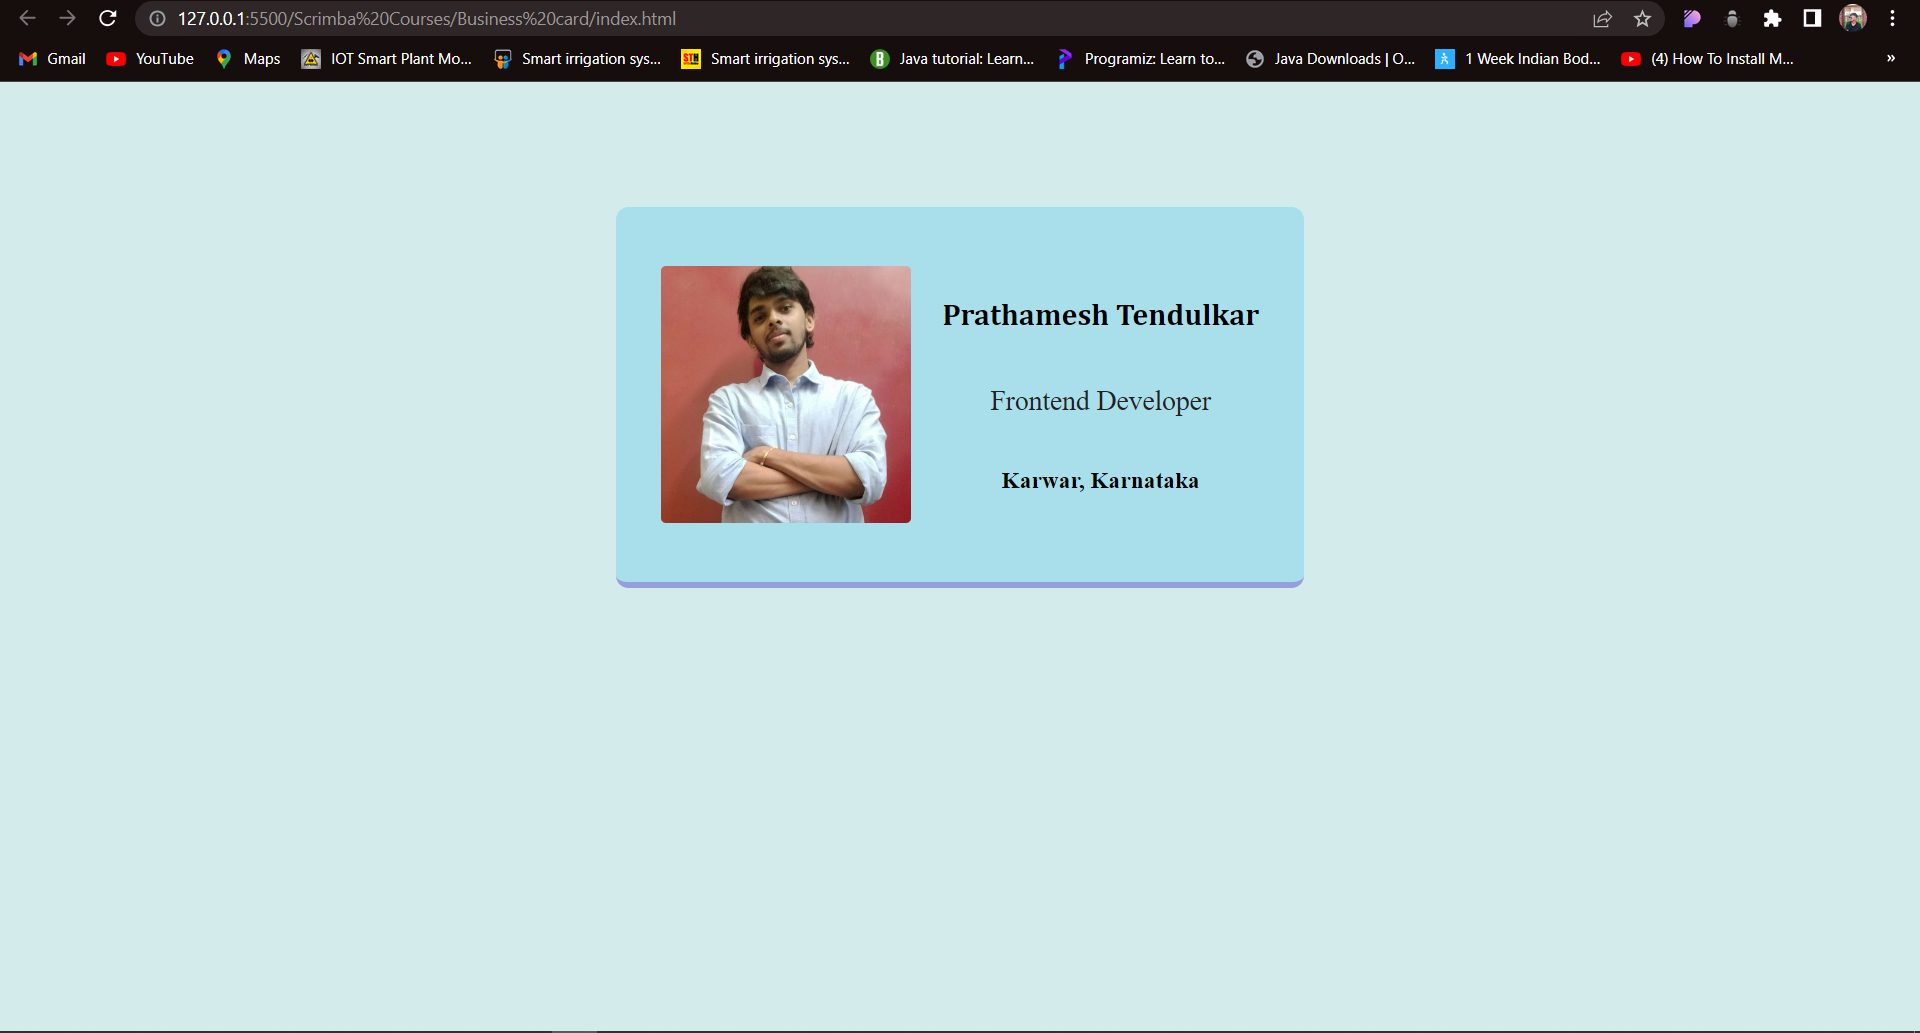 127.0.0.1:5500/Scrimba%20Courses/Business%20card/index.html
Gmail YouTube Maps IOT Smart Plant Mo... Smart irrigation sys... STH Smart irrigation sys... B Java tutorial: Learn... Programiz: Learn to... Java Downloads | O... 1 Week Indian Bod... (4) How To Install M... »
Prathamesh Tendulkar
Frontend Developer
Karwar, Karnataka